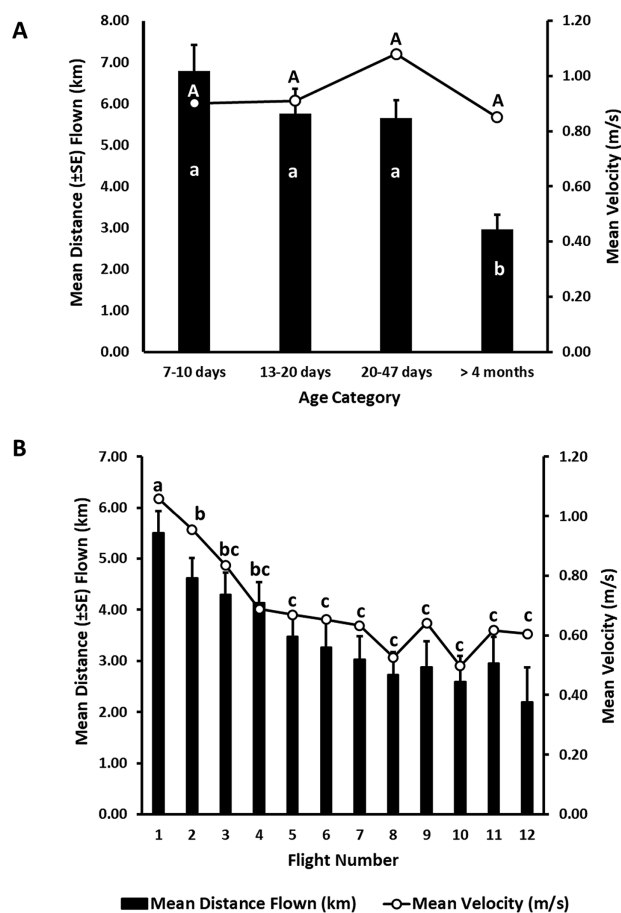 A
8.00
7.00
6.00
5.00
4.00
3.00
2.00
1.00
0.00
Mean Distance (±SE) Flown (km)
1.20
1.00
0.80
0.60
0.40
0.20
0.00
Mean Velocity (m/s)
A A A A
a a a b
7-10 days 13-20 days 20-47 days > 4 months
Age Category
B
7.00
6.00
5.00
4.00
3.00
2.00
1.00
0.00
Mean Distance (±SE) Flown (km)
1.20
1.00
0.80
0.60
0.40
0.20
0.00
Mean Velocity (m/s)
a b bc bc c c c c c c c c
1 2 3 4 5 6 7 8 9 10 11 12
Flight Number
Mean Distance Flown (km) Mean Velocity (m/s)